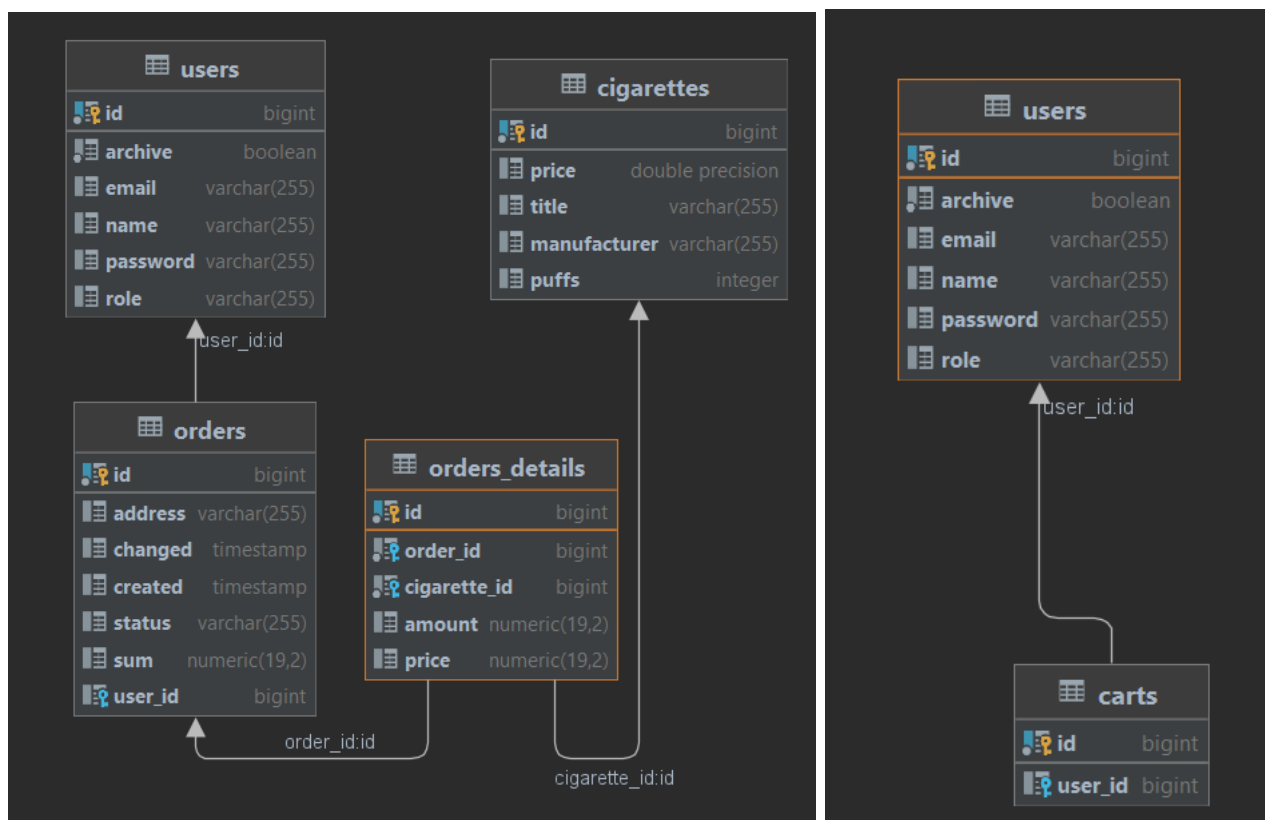 users
id bigint
archive boolean
email varchar(255)
name varchar(255)
password varchar(255)
role varchar(255)
user_id:id
cigarettes
id bigint
price double precision
title varchar(255)
manufacturer varchar(255)
puffs integer
orders
id bigint
address varchar(255)
changed timestamp
created timestamp
status varchar(255)
sum numeric(19,2)
user_id bigint
orders_details
id bigint
order_id bigint
cigarette_id bigint
amount numeric(19,2)
price numeric(19,2)
order_id:id
cigarette_id:id
users
id bigint
archive boolean
email varchar(255)
name varchar(255)
password varchar(255)
role varchar(255)
user_id:id
carts
id bigint
user_id bigint